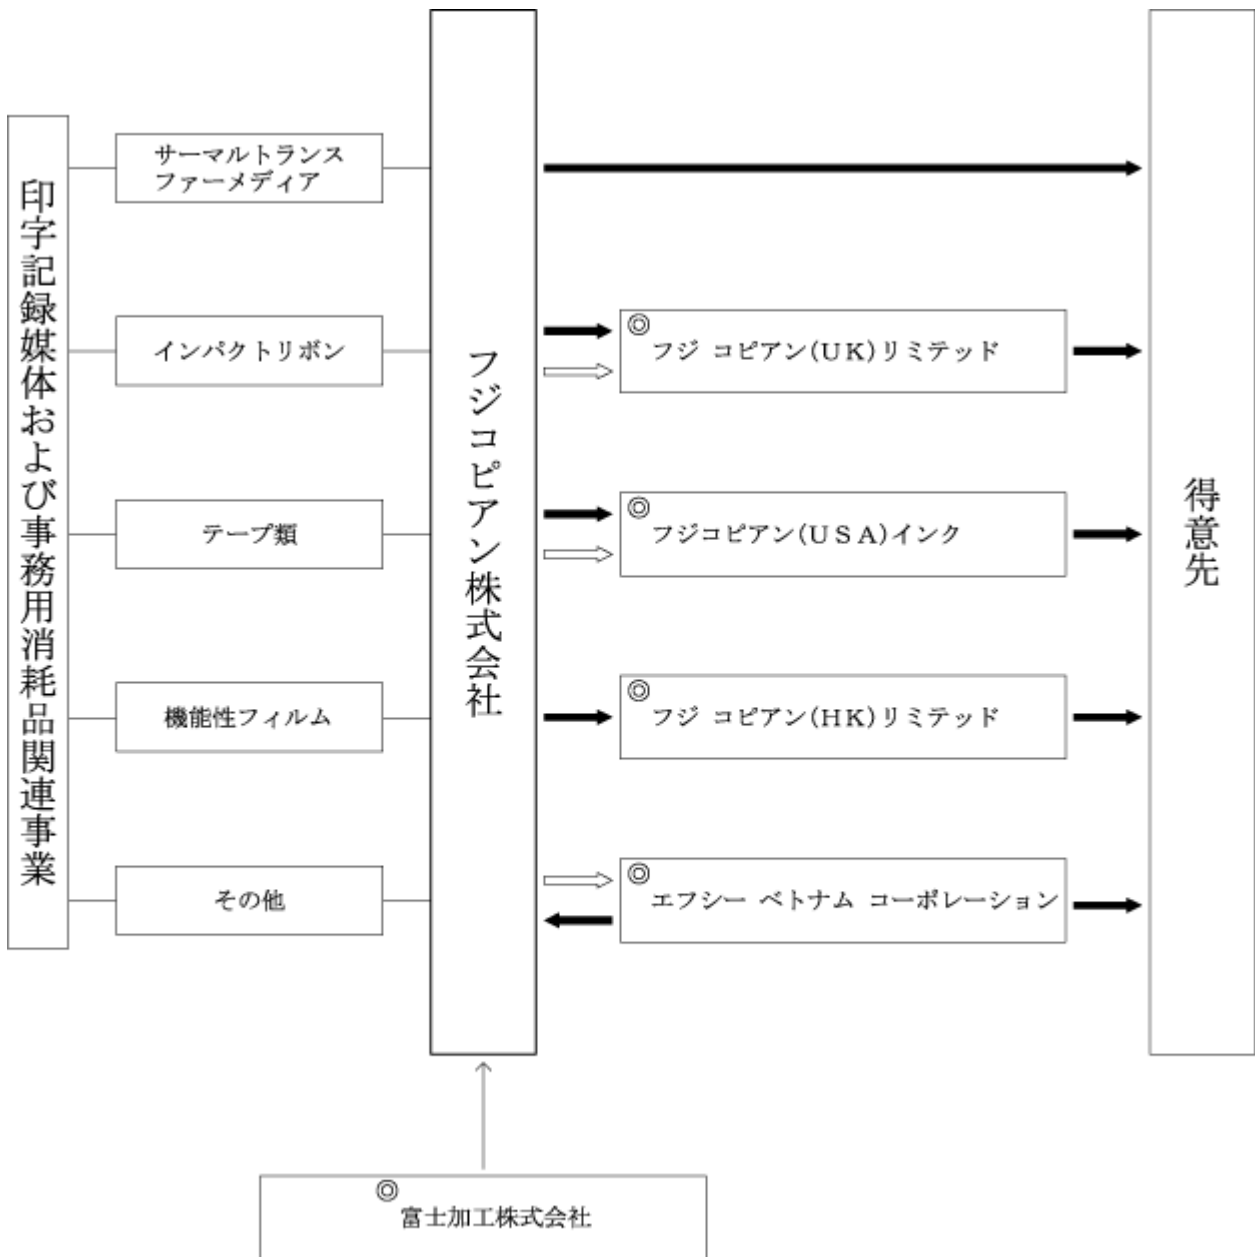 印字記録媒体および事務用消耗品関連事業
サーマルトランス
ファーメディア
インパクトリボン
テープ類
機能性フィルム
その他
フジコピアン株式会社
◎
フジ コピアン(UK)リミテッド
◎
フジコピアン(USA)インク
◎
フジ コピアン(HK)リミテッド
◎
エフシー ベトナム コーポレーション
得意先
◎
富士加工株式会社